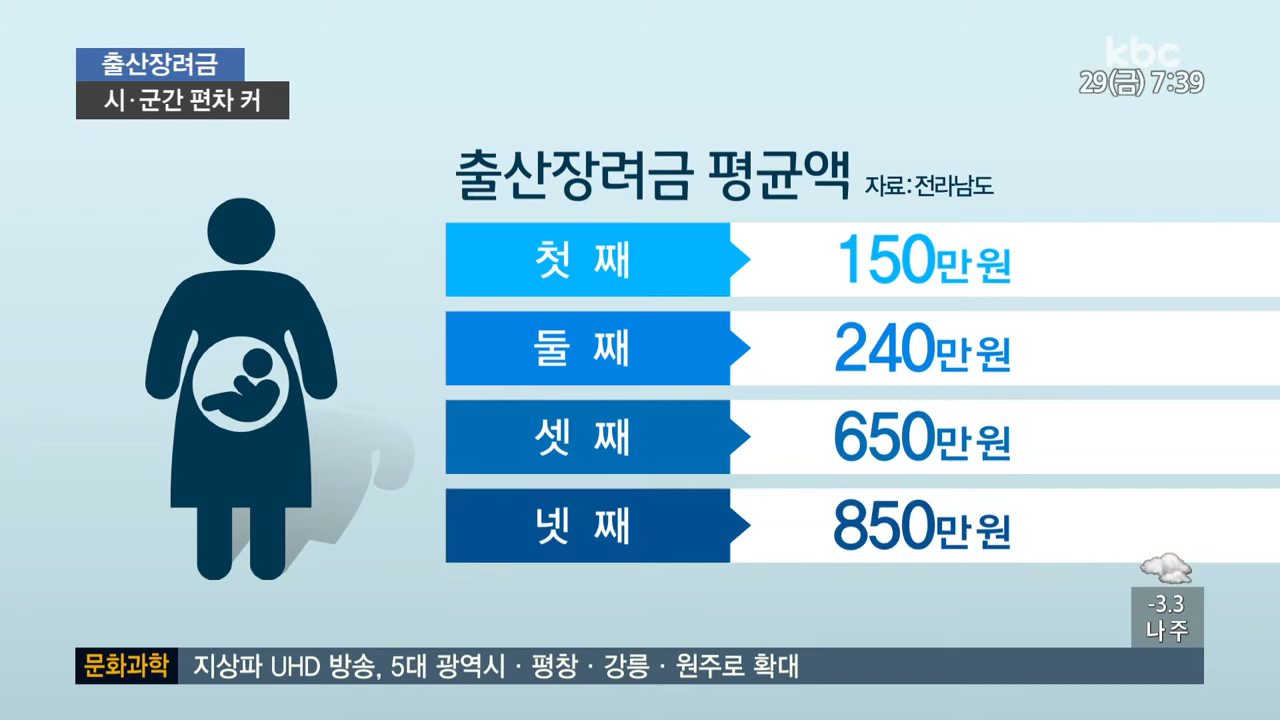 출산장려금
시·군간 편차 커
kbc
29(금) 7:39
출산장려금 평균액 자료:전라남도
첫 째 150만원
둘 째 240만원
셋 째 650만원
넷 째 850만원
-3.3
나주
문화과학 지상파 UHD 방송, 5대 광역시·평창·강릉·원주로 확대